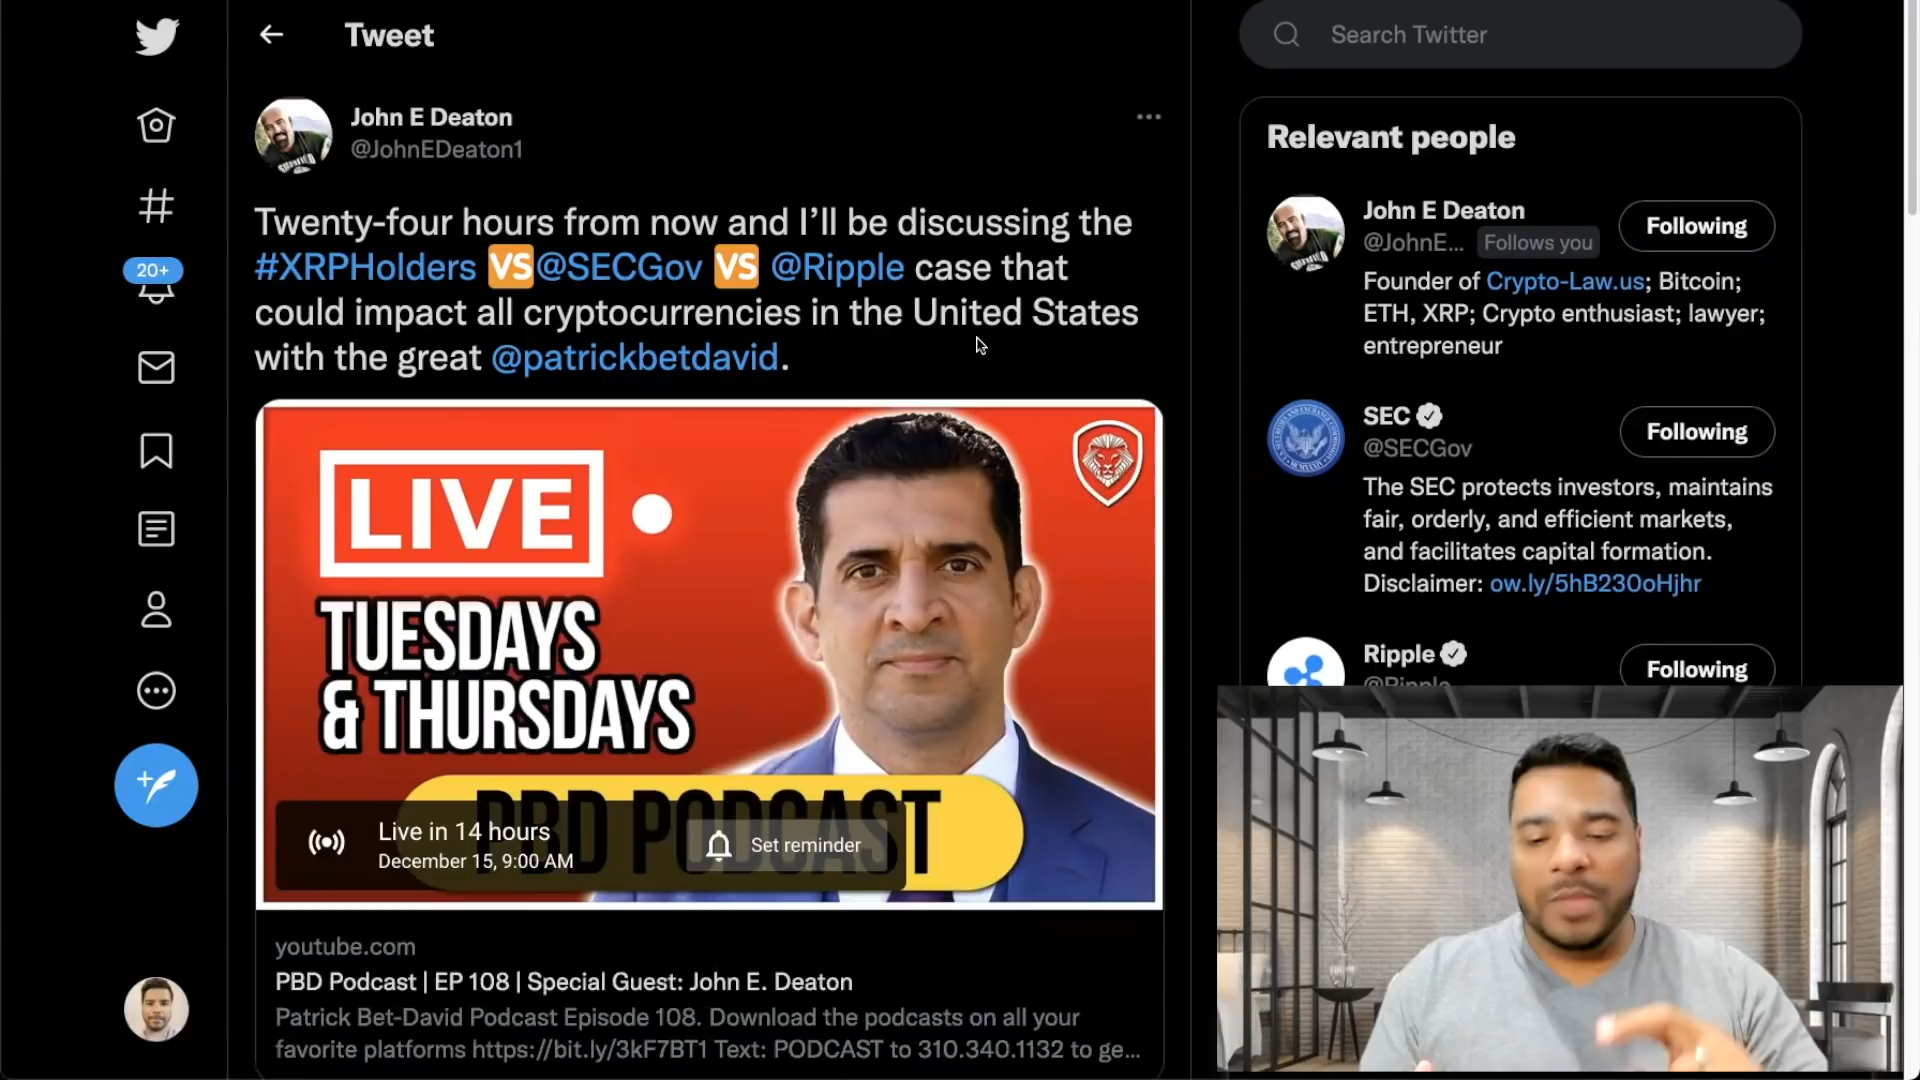 Tweet
Search Twitter
John E Deaton
@JohnEDeaton1
Twenty-four hours from now and I’ll be discussing the
#XRPHolders 🆚@SECGov 🆚 @Ripple case that
could impact all cryptocurrencies in the United States
with the great @patrickbetdavid.
LIVE
TUESDAYS
& THURSDAYS
PBD PODCAST
Live in 14 hours
December 15, 9:00 AM
Set reminder
youtube.com
PBD Podcast | EP 108 | Special Guest: John E. Deaton
Patrick Bet-David Podcast Episode 108. Download the podcasts on all your
favorite platforms https://bit.ly/3kF7BT1 Text: PODCAST to 310.340.1132 to ge...
20+
Relevant people
John E Deaton
@JohnE... Follows you
Following
Founder of Crypto-Law.us; Bitcoin;
ETH, XRP; Crypto enthusiast; lawyer;
entrepreneur
SEC
@SECGov
Following
The SEC protects investors, maintains
fair, orderly, and efficient markets,
and facilitates capital formation.
Disclaimer: ow.ly/5hB230oHjhr
Ripple
@Ripple
Following